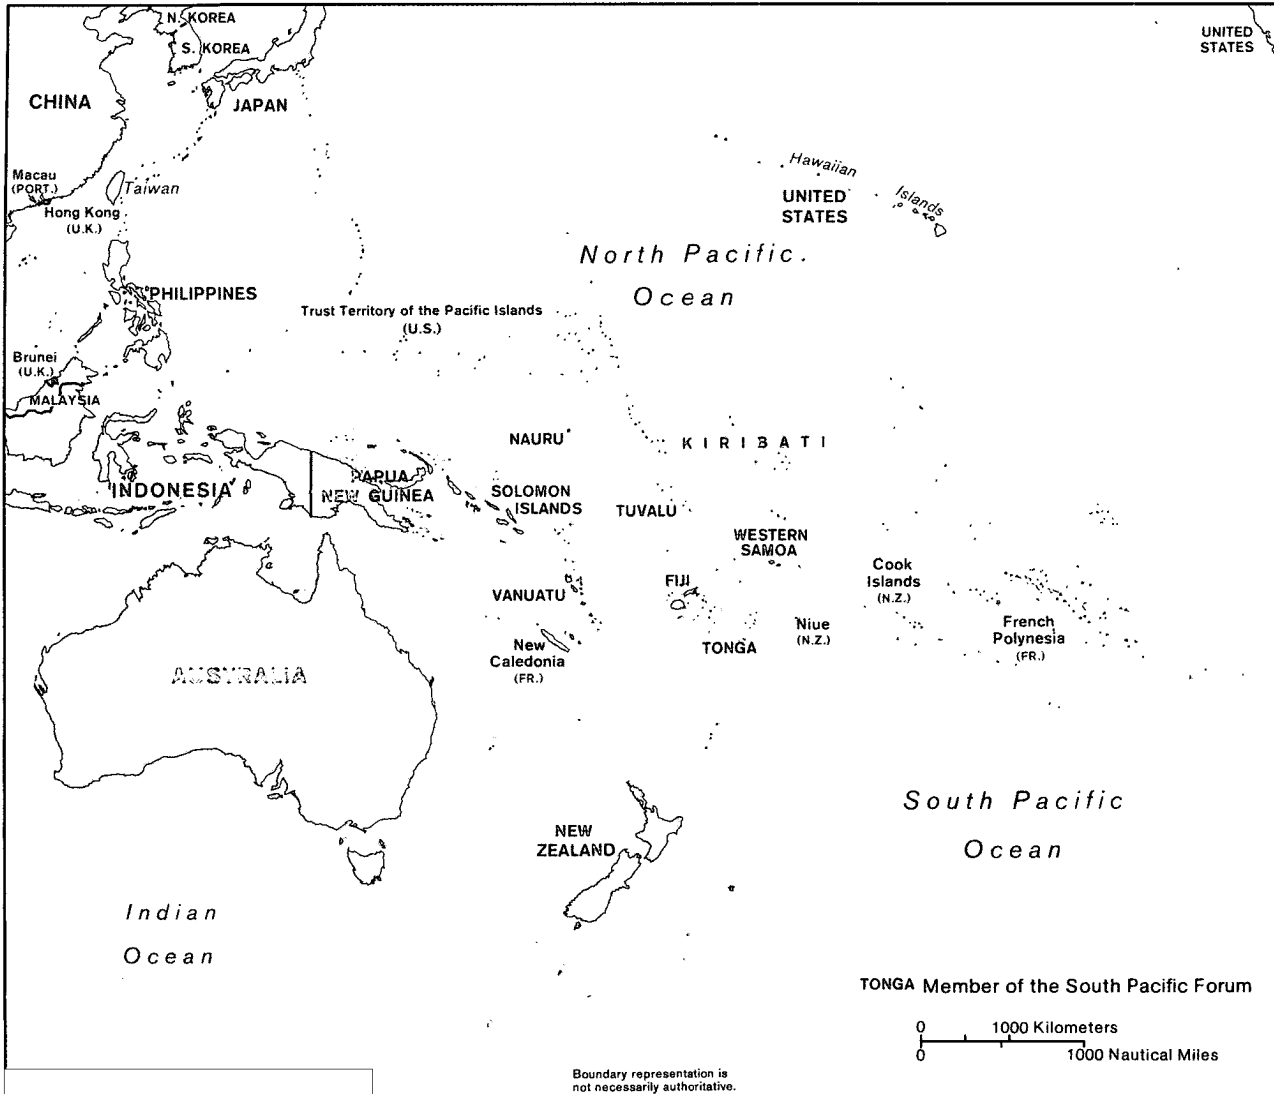 N. KOREA
S. KOREA
UNITED
STATES
CHINA
JAPAN
Macau
(PORT.)
Taiwan
Hong Kong
(U.K.)
Hawaiian
Islands
UNITED
STATES
North Pacific
Ocean
PHILIPPINES
Trust Territory of the Pacific Islands
(U.S.)
Brunei
(U.K.)
MALAYSIA
NAURU
KIRIBATI
INDONESIA
PAPUA
NEW GUINEA
SOLOMON
ISLANDS
TUVALU
WESTERN
SAMOA
Cook
Islands
(N.Z.)
FIJI
VANUATU
Niue
(N.Z.)
French
Polynesia
(FR.)
TONGA
New
Caledonia
(FR.)
AUSTRALIA
South Pacific
Ocean
NEW
ZEALAND
Indian
Ocean
TONGA Member of the South Pacific Forum
0 1000 Kilometers
0 1000 Nautical Miles
Boundary representation is
not necessarily authoritative.